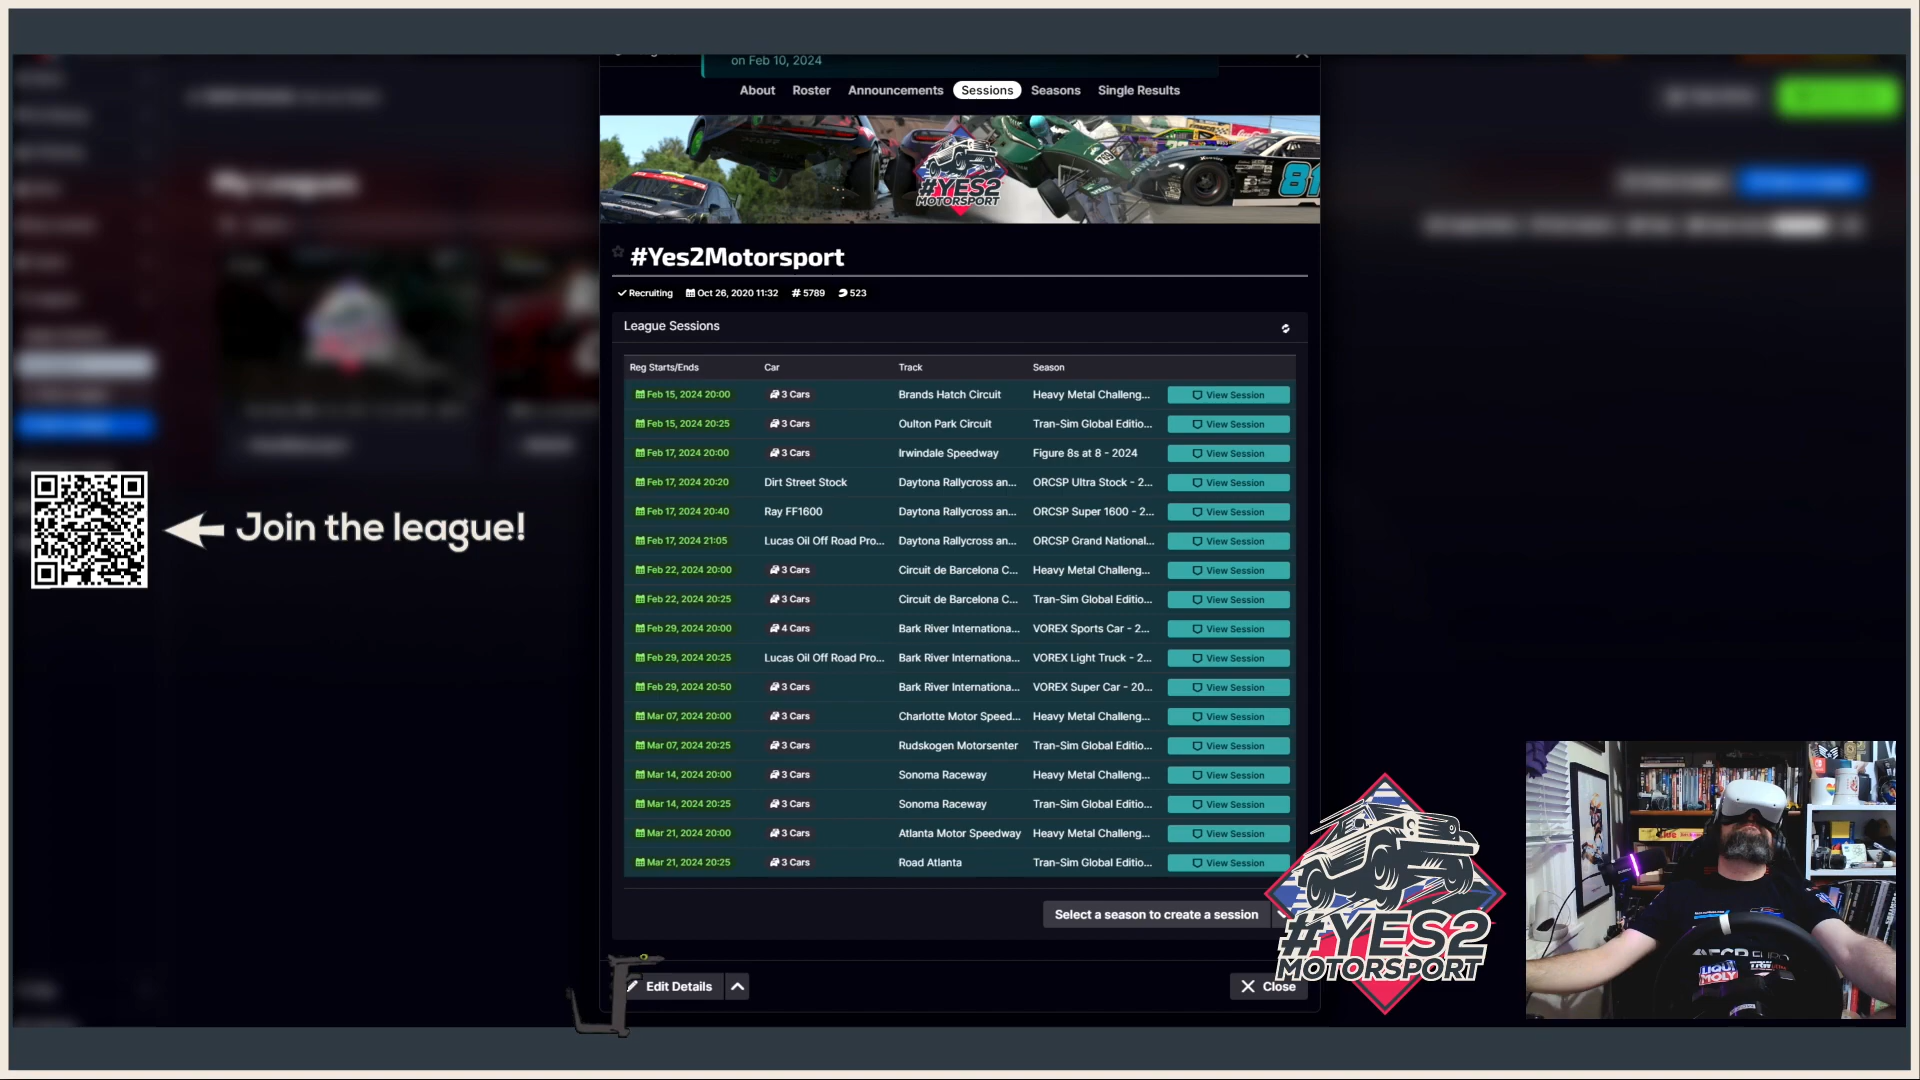 on Feb 10, 2024
About Roster Announcements Sessions Seasons Single Results
#YES2
MOTORSPORT
#Yes2Motorsport
Recruiting Oct 26, 2020 11:32 # 5789 523
League Sessions
Reg Starts/Ends Car Track Season
Feb 15, 2024 20:00 3 Cars Brands Hatch Circuit Heavy Metal Challeng... View Session
Feb 15, 2024 20:25 3 Cars Oulton Park Circuit Tran-Sim Global Editio... View Session
Feb 17, 2024 20:00 3 Cars Irwindale Speedway Figure 8s at 8 - 2024 View Session
Feb 17, 2024 20:20 Dirt Street Stock Daytona Rallycross an... ORCSP Ultra Stock - 2... View Session
Feb 17, 2024 20:40 Ray FF1600 Daytona Rallycross an... ORCSP Super 1600 - 2... View Session
Feb 17, 2024 21:05 Lucas Oil Off Road Pro... Daytona Rallycross an... ORCSP Grand National... View Session
Feb 22, 2024 20:00 3 Cars Circuit de Barcelona C... Heavy Metal Challeng... View Session
Feb 22, 2024 20:25 3 Cars Circuit de Barcelona C... Tran-Sim Global Editio... View Session
Feb 29, 2024 20:00 4 Cars Bark River Internationa... VOREX Sports Car - 2... View Session
Feb 29, 2024 20:25 Lucas Oil Off Road Pro... Bark River Internationa... VOREX Light Truck - 2... View Session
Feb 29, 2024 20:50 3 Cars Bark River Internationa... VOREX Super Car - 20... View Session
Mar 07, 2024 20:00 3 Cars Charlotte Motor Speed... Heavy Metal Challeng... View Session
Mar 07, 2024 20:25 3 Cars Rudskogen Motorsenter Tran-Sim Global Editio... View Session
Mar 14, 2024 20:00 3 Cars Sonoma Raceway Heavy Metal Challeng... View Session
Mar 14, 2024 20:25 3 Cars Sonoma Raceway Tran-Sim Global Editio... View Session
Mar 21, 2024 20:00 3 Cars Atlanta Motor Speedway Heavy Metal Challeng... View Session
Mar 21, 2024 20:25 3 Cars Road Atlanta Tran-Sim Global Editio... View Session
Select a season to create a session
Edit Details
Close
Join the league!
#YES2
MOTORSPORT
LIQUI
MOLY